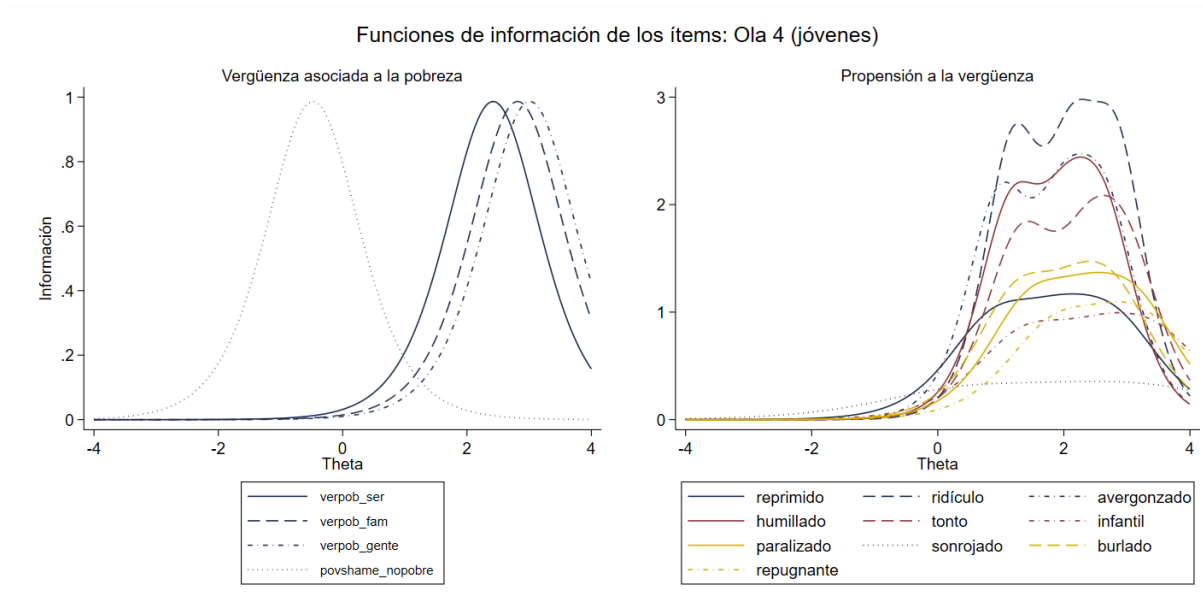 Funciones de información de los ítems: Ola 4 (jóvenes)
Vergüenza asociada a la pobreza
Información
1
.8
.6
.4
.2
0
-4 -2 0 2 4
Theta
verpob_ser
verpob_fam
verpob_gente
povshame_nopobre
Propensión a la vergüenza
3
2
1
0
-4 -2 0 2 4
Theta
reprimido ridículo avergonzado
humillado tonto infantil
paralizado sonrojado burlado
repugnante